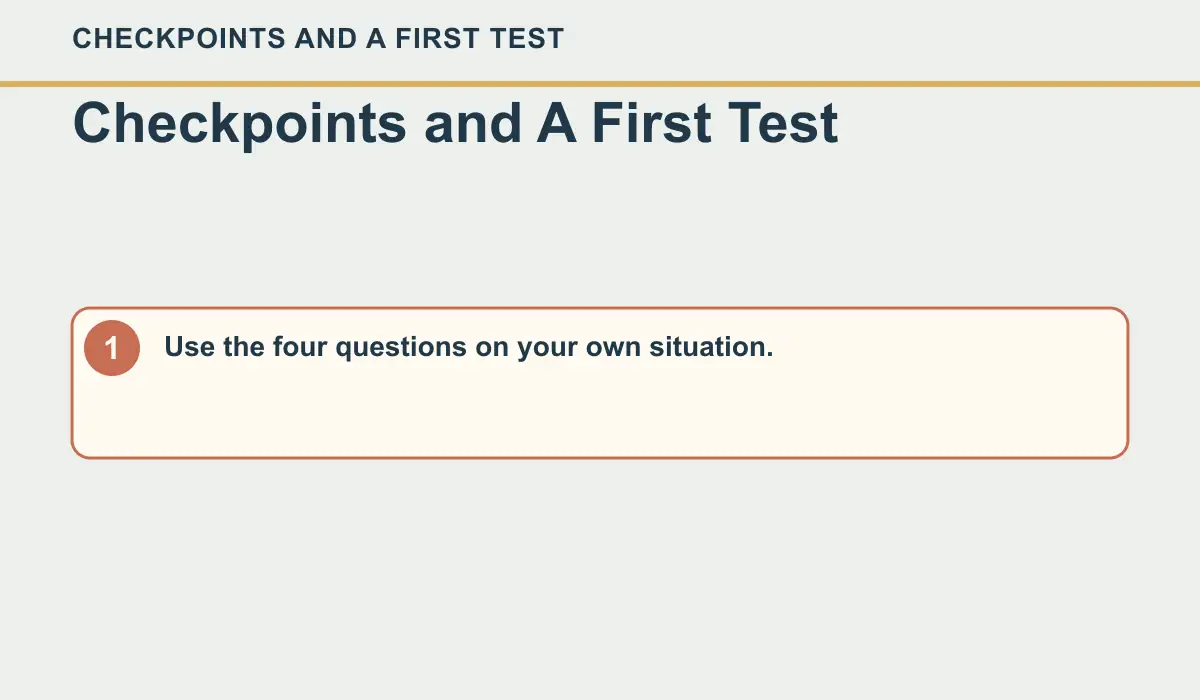 CHECKPOINTS AND A FIRST TEST
Checkpoints and A First Test
1
Use the four questions on your own situation.